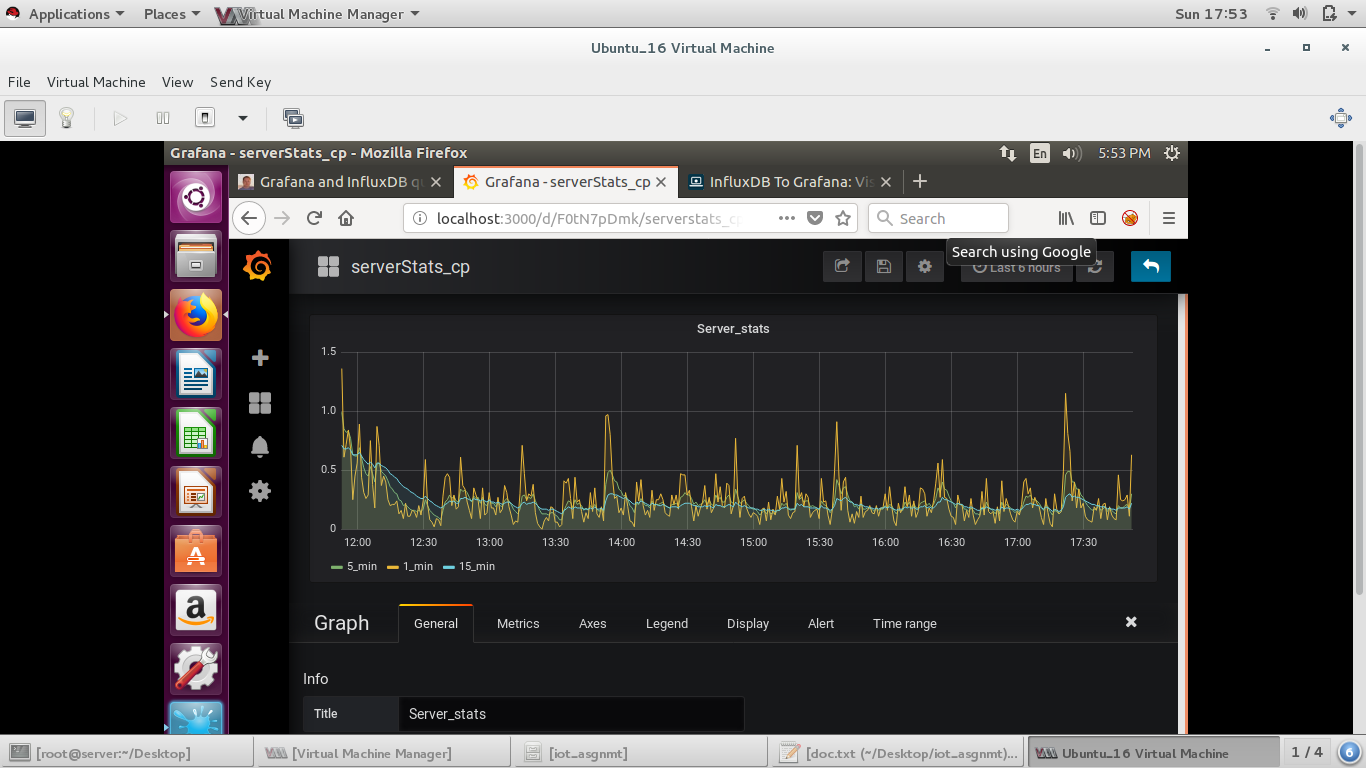 Applications Places Virtual Machine Manager Sun 17:53
Ubuntu_16 Virtual Machine
File Virtual Machine View Send Key
Grafana - serverStats_cp - Mozilla Firefox En 5:53 PM
Grafana and InfluxDB qu Grafana - serverStats_cp InfluxDB To Grafana: Vis
localhost:3000/d/F0tN7pDmk/serverstats_cp Search
Search using Google
serverStats_cp Last 6 hours
Server_stats
1.5
1.0
0.5
0
12:00 12:30 13:00 13:30 14:00 14:30 15:00 15:30 16:00 16:30 17:00 17:30
5_min 1_min 15_min
Graph General Metrics Axes Legend Display Alert Time range
Info
Title Server_stats
[root@server:~/Desktop] [Virtual Machine Manager] [iot_asgnmt] [doc.txt (~/Desktop/iot_asgnmt)... Ubuntu_16 Virtual Machine 1 / 4 6